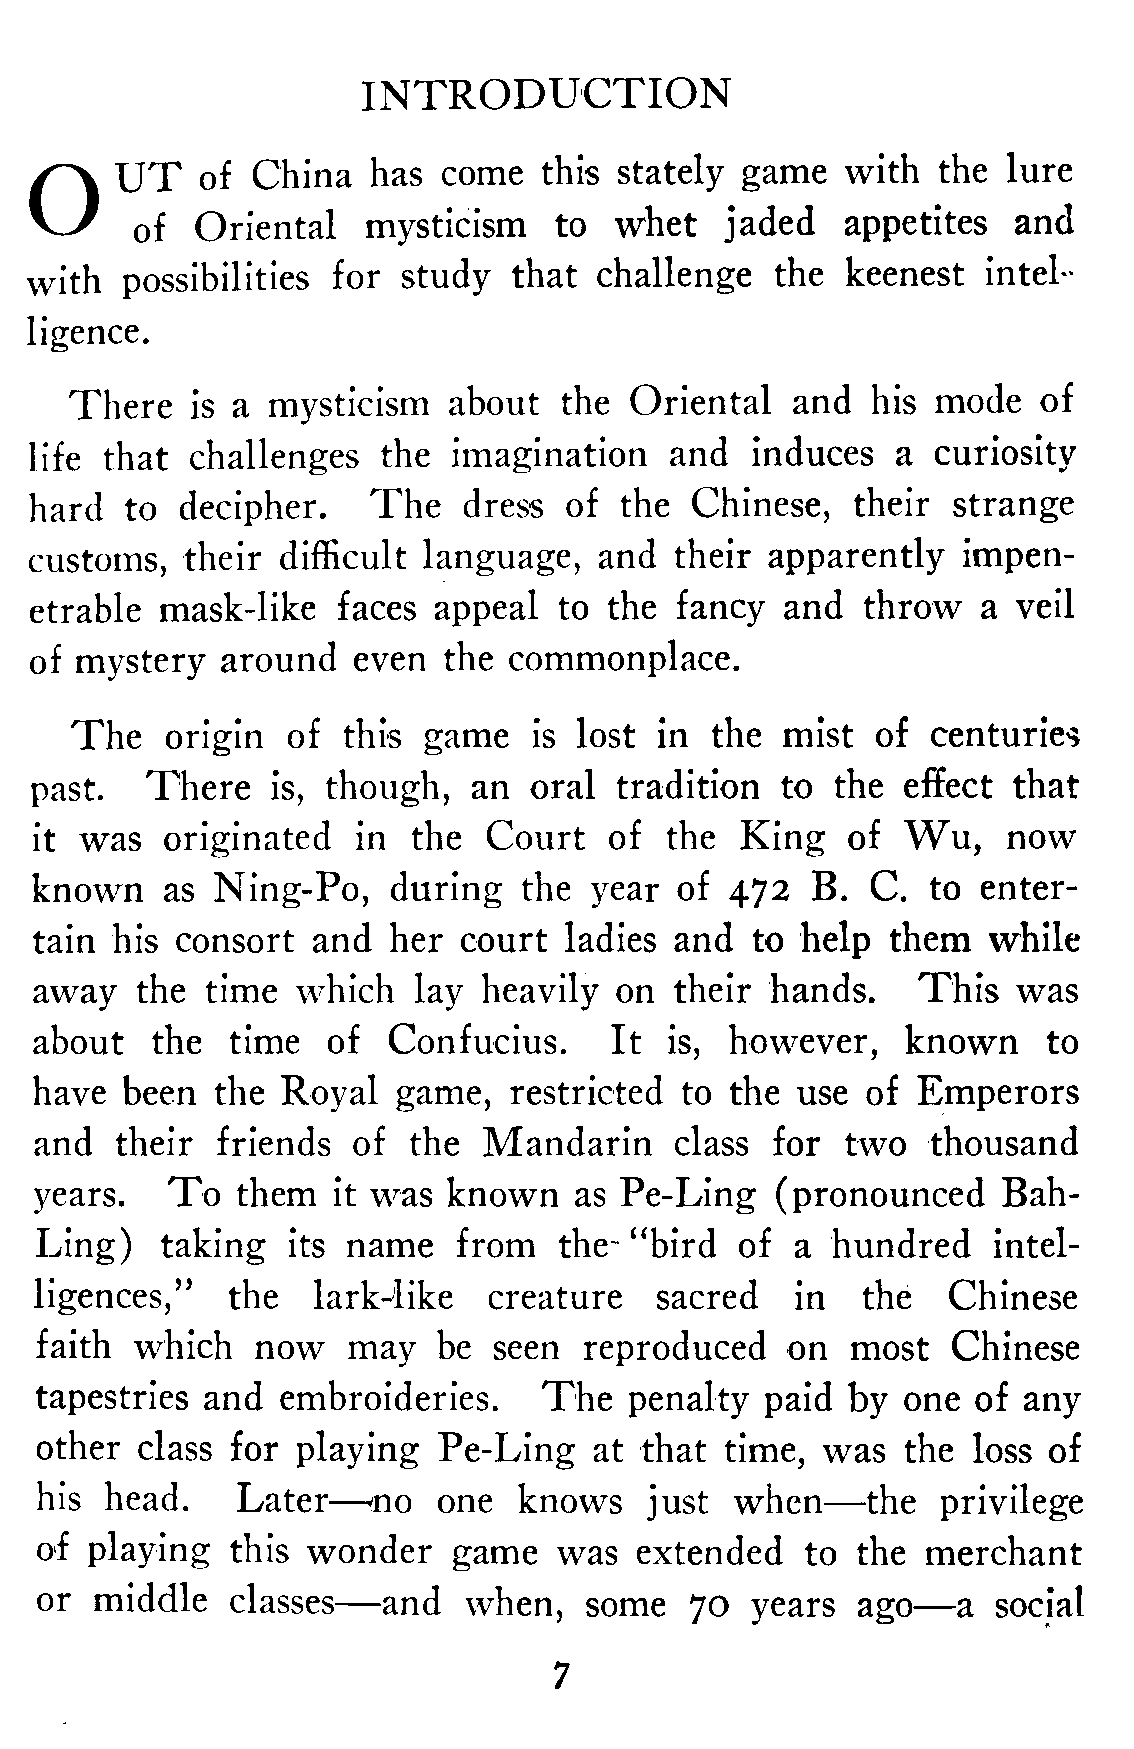 INTRODUCTION
OUT of China has come this stately game with the lure
of Oriental mysticism to whet jaded appetites and
with possibilities for study that challenge the keenest intel-
ligence.
There is a mysticism about the Oriental and his mode of
life that challenges the imagination and induces a curiosity
hard to decipher. The dress of the Chinese, their strange
customs, their difficult language, and their apparently impen-
etrable mask-like faces appeal to the fancy and throw a veil
of mystery around even the commonplace.
The origin of this game is lost in the mist of centuries
past. There is, though, an oral tradition to the effect that
it was originated in the Court of the King of Wu, now
known as Ning-Po, during the year of 472 B. C. to enter-
tain his consort and her court ladies and to help them while
away the time which lay heavily on their hands. This was
about the time of Confucius. It is, however, known to
have been the Royal game, restricted to the use of Emperors
and their friends of the Mandarin class for two thousand
years. To them it was known as Pe-Ling (pronounced Bah-
Ling) taking its name from the "bird of a hundred intel-
ligences," the lark-like creature sacred in the Chinese
faith which now may be seen reproduced on most Chinese
tapestries and embroideries. The penalty paid by one of any
other class for playing Pe-Ling at that time, was the loss of
his head. Later—no one knows just when—the privilege
of playing this wonder game was extended to the merchant
or middle classes—and when, some 70 years ago—a social
7